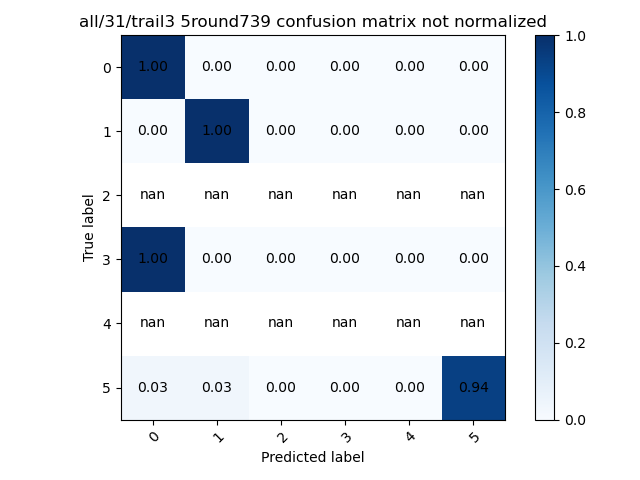 all/31/trail3 5round739 confusion matrix not normalized
True label
0 1.00 0.00 0.00 0.00 0.00 0.00
1 0.00 1.00 0.00 0.00 0.00 0.00
2 nan nan nan nan nan nan
3 1.00 0.00 0.00 0.00 0.00 0.00
4 nan nan nan nan nan nan
5 0.03 0.03 0.00 0.00 0.00 0.94
0 1 2 3 4 5
Predicted label
1.0
0.8
0.6
0.4
0.2
0.0